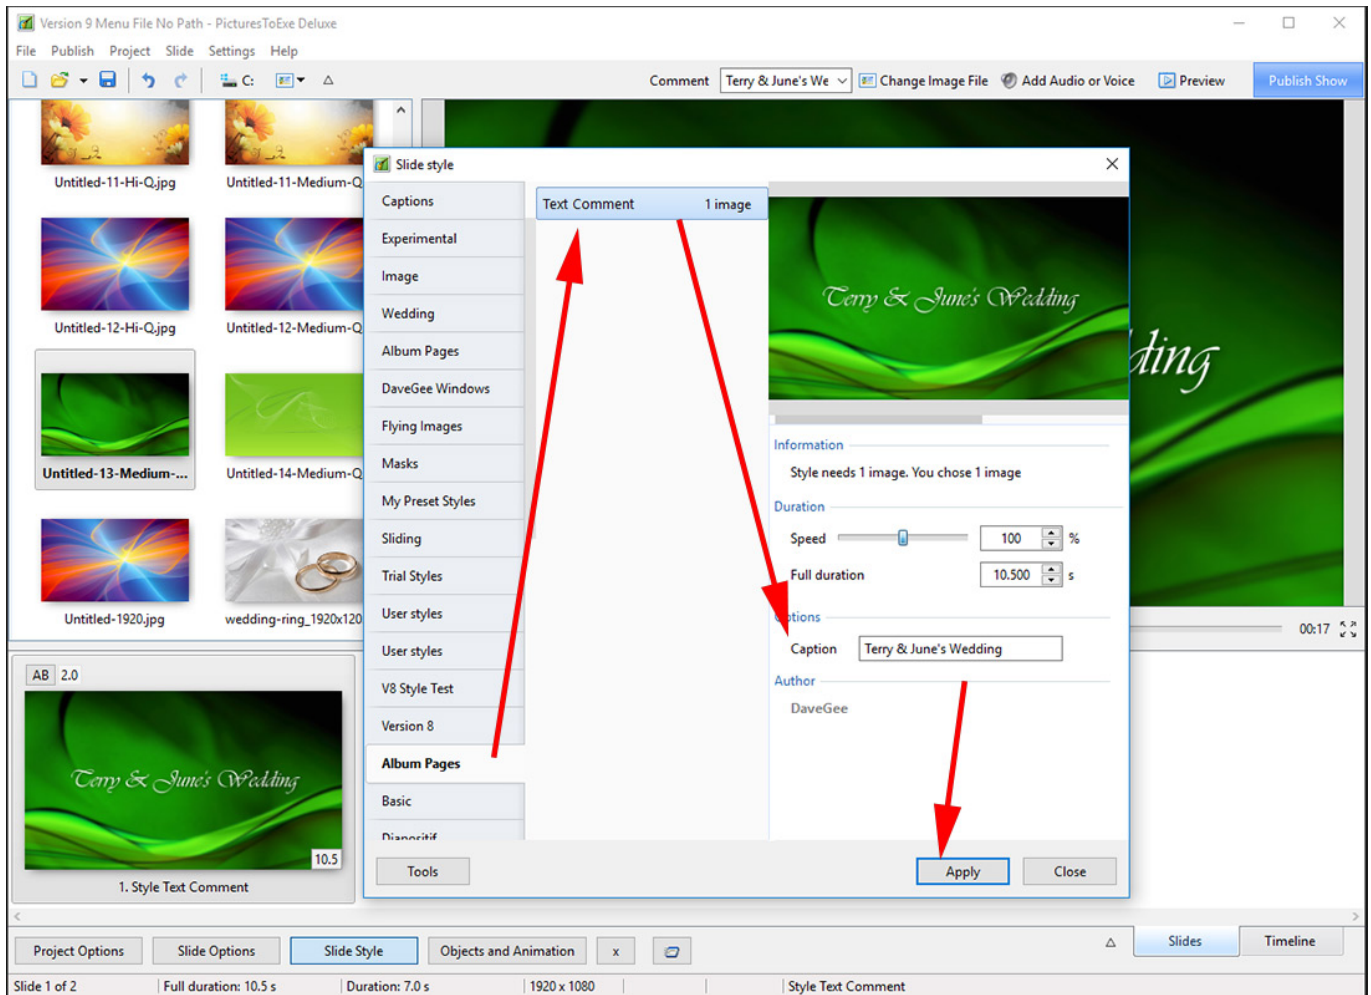 Version 9 Menu File No Path - PicturesToExe Deluxe
File Publish Project Slide Settings Help
C: Comment Terry & June's We Change Image File Add Audio or Voice Preview Publish Show
Untitled-11-Hi-Q.jpg Untitled-11-Medium-Q
Untitled-12-Hi-Q.jpg Untitled-12-Medium-Q
Untitled-13-Medium-... Untitled-14-Medium-Q
Untitled-1920.jpg wedding-ring_1920x120
Slide style
Captions
Experimental
Image
Wedding
Album Pages
DaveGee Windows
Flying Images
Masks
My Preset Styles
Sliding
Trial Styles
User styles
User styles
V8 Style Test
Version 8
Album Pages
Basic
Diapositif
Text Comment 1 image
Terry & June's Wedding
Information
Style needs 1 image. You chose 1 image
Duration
Speed 100 %
Full duration 10.500 s
Options
Caption Terry & June's Wedding
Author
DaveGee
Tools Apply Close
ding
00:17
AB 2.0
Terry & June's Wedding
10.5
1. Style Text Comment
Project Options Slide Options Slide Style Objects and Animation x Slides Timeline
Slide 1 of 2 Full duration: 10.5 s Duration: 7.0 s 1920 x 1080 Style Text Comment